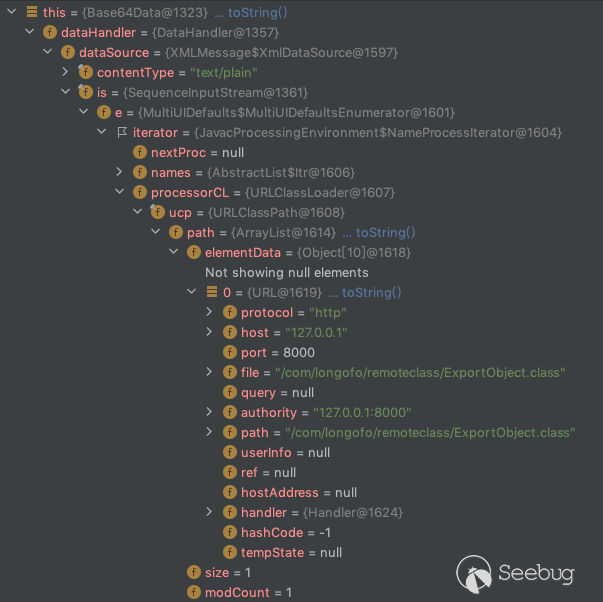 this = {Base64Data@1323} ... toString()
dataHandler = {DataHandler@1357}
dataSource = {XMLMessage$XmlDataSource@1597}
contentType = "text/plain"
is = {SequenceInputStream@1361}
e = {MultiUIDefaults$MultiUIDefaultsEnumerator@1601}
iterator = {JavacProcessingEnvironment$NameProcessIterator@1604}
nextProc = null
names = {AbstractList$Itr@1606}
processorCL = {URLClassLoader@1607}
ucp = {URLClassPath@1608}
path = {ArrayList@1614} ... toString()
elementData = {Object[10]@1618}
Not showing null elements
0 = {URL@1619} ... toString()
protocol = "http"
host = "127.0.0.1"
port = 8000
file = "/com/longofo/remoteclass/ExportObject.class"
query = null
authority = "127.0.0.1:8000"
path = "/com/longofo/remoteclass/ExportObject.class"
userInfo = null
ref = null
hostAddress = null
handler = {Handler@1624}
hashCode = -1
tempState = null
size = 1
modCount = 1
Seebug